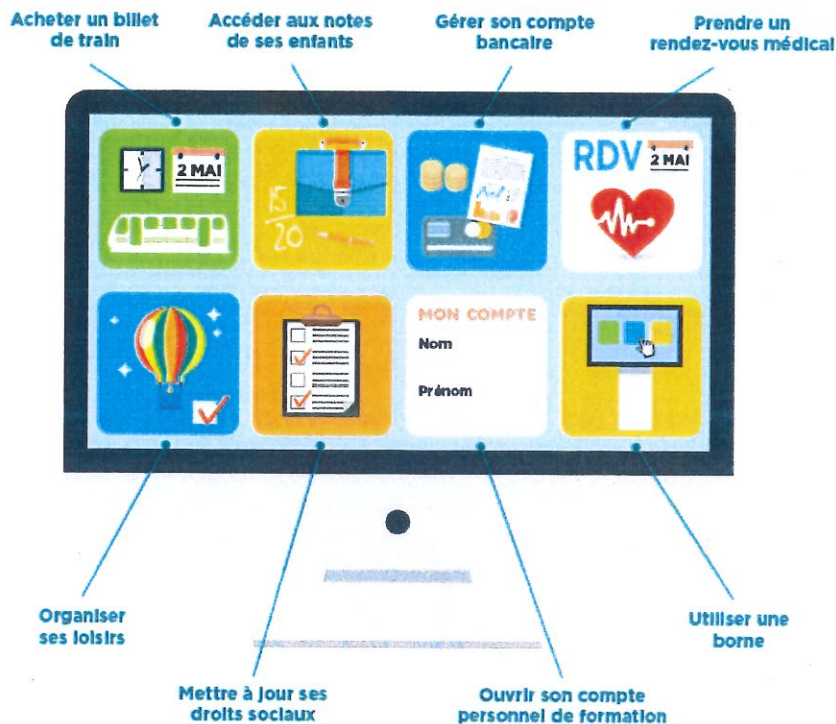 Acheter un billet
de train
Accéder aux notes
de ses enfants
Gérer son compte
bancaire
Prendre un
rendez-vous médical
2 MAI
15
20
RDV
2 MAI
MON COMPTE
Nom
Prénom
Organiser
ses loisirs
Mettre à jour ses
droits sociaux
Ouvrir son compte
personnel de formation
Utiliser une
borne